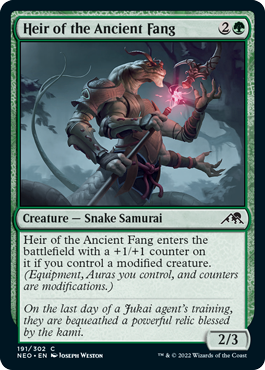 Heir of the Ancient Fang 2
Creature — Snake Samurai
Heir of the Ancient Fang enters the
battlefield with a +1/+1 counter on
it if you control a modified creature.
(Equipment, Auras you control, and counters
are modifications.)
On the last day of a Jukai agent's training,
they are bequeathed a powerful relic blessed
by the kami.
2/3
191/302 C
NEO • EN Joseph Weston
™ & © 2022 Wizards of the Coast